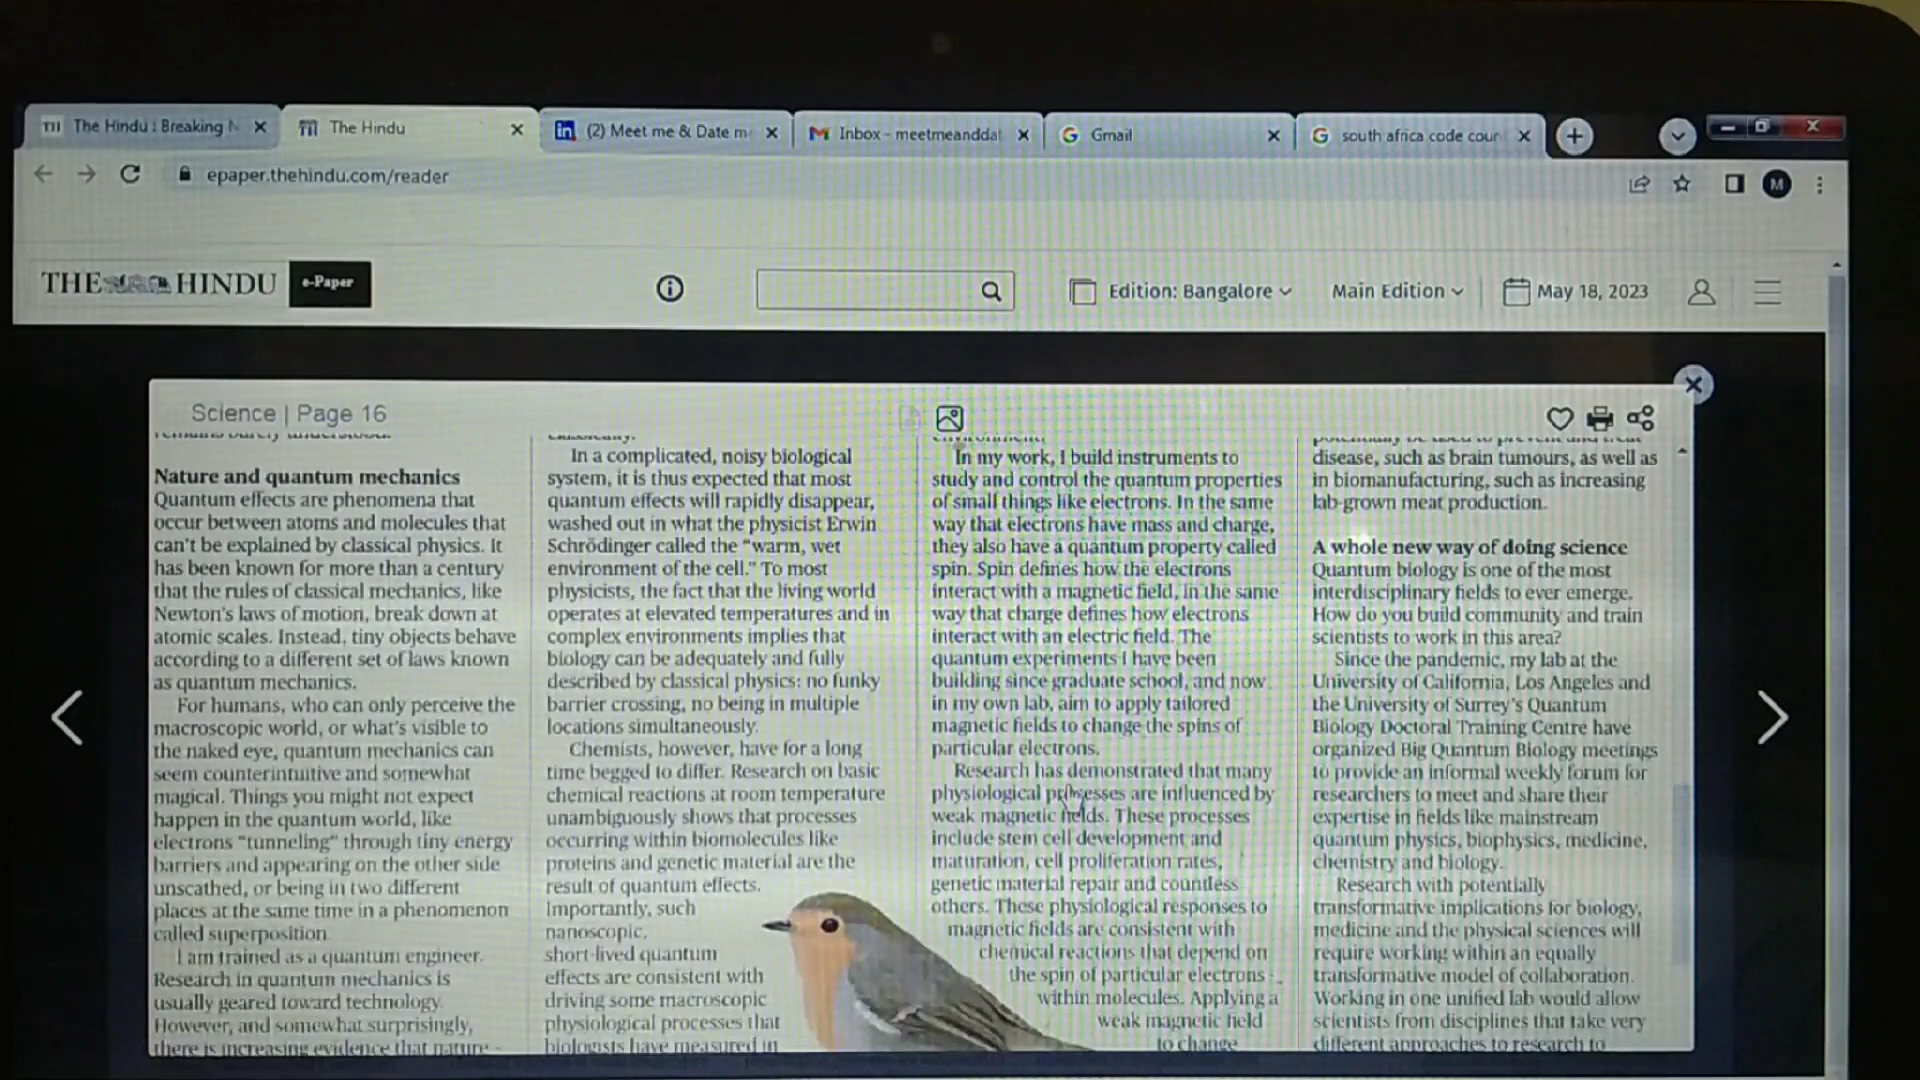 The Hindu : Breaking N
The Hindu
(2) Meet me & Date m
Inbox - meetmeanddat
Gmail
south africa code coun
epaper.thehindu.com/reader
M
THE HINDU
e-Paper
Edition: Bangalore
Main Edition
May 18, 2023
Science | Page 16
Nature and quantum mechanics
Quantum effects are phenomena that
occur between atoms and molecules that
can't be explained by classical physics. It
has been known for more than a century
that the rules of classical mechanics, like
Newton's laws of motion, break down at
atomic scales. Instead, tiny objects behave
according to a different set of laws known
as quantum mechanics.
For humans, who can only perceive the
macroscopic world, or what's visible to
the naked eye, quantum mechanics can
seem counterintuitive and somewhat
magical. Things you might not expect
happen in the quantum world, like
electrons "tunneling" through tiny energy
barriers and appearing on the other side
unscathed, or being in two different
places at the same time in a phenomenon
called superposition.
I am trained as a quantum engineer.
Research in quantum mechanics is
usually geared toward technology.
However, and somewhat surprisingly,
there is increasing evidence that nature -
In a complicated, noisy biological
system, it is thus expected that most
quantum effects will rapidly disappear,
washed out in what the physicist Erwin
Schrödinger called the "warm, wet
environment of the cell." To most
physicists, the fact that the living world
operates at elevated temperatures and in
complex environments implies that
biology can be adequately and fully
described by classical physics: no funky
barrier crossing, no being in multiple
locations simultaneously.
Chemists, however, have for a long
time begged to differ. Research on basic
chemical reactions at room temperature
unambiguously shows that processes
occurring within biomolecules like
proteins and genetic material are the
result of quantum effects.
Importantly, such
nanoscopic,
short-lived quantum
effects are consistent with
driving some macroscopic
physiological processes that
biologists have measured in
In my work, I build instruments to
study and control the quantum properties
of small things like electrons. In the same
way that electrons have mass and charge,
they also have a quantum property called
spin. Spin defines how the electrons
interact with a magnetic field, in the same
way that charge defines how electrons
interact with an electric field. The
quantum experiments I have been
building since graduate school, and now
in my own lab, aim to apply tailored
magnetic fields to change the spins of
particular electrons.
Research has demonstrated that many
physiological processes are influenced by
weak magnetic fields. These processes
include stem cell development and
maturation, cell proliferation rates,
genetic material repair and countless
others. These physiological responses to
magnetic fields are consistent with
chemical reactions that depend on
the spin of particular electrons
within molecules. Applying a
weak magnetic field
to change
disease, such as brain tumours, as well as
in biomanufacturing, such as increasing
lab-grown meat production.
A whole new way of doing science
Quantum biology is one of the most
interdisciplinary fields to ever emerge.
How do you build community and train
scientists to work in this area?
Since the pandemic, my lab at the
University of California, Los Angeles and
the University of Surrey's Quantum
Biology Doctoral Training Centre have
organized Big Quantum Biology meetings
to provide an informal weekly forum for
researchers to meet and share their
expertise in fields like mainstream
quantum physics, biophysics, medicine,
chemistry and biology.
Research with potentially
transformative implications for biology,
medicine and the physical sciences will
require working within an equally
transformative model of collaboration.
Working in one unified lab would allow
scientists from disciplines that take very
different approaches to research to